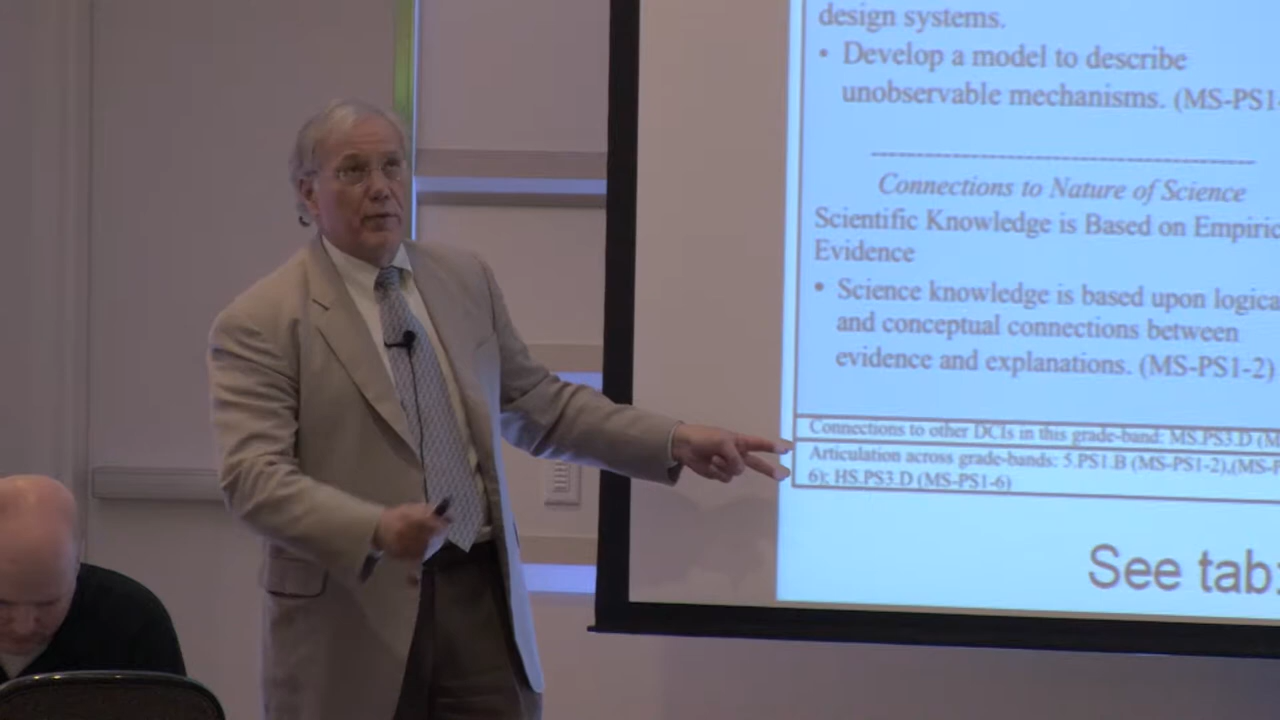 design systems.
• Develop a model to describe
unobservable mechanisms. (MS-PS1-
Connections to Nature of Science
Scientific Knowledge is Based on Empiric
Evidence
• Science knowledge is based upon logica
and conceptual connections between
evidence and explanations. (MS-PS1-2)
Connections to other DCIs in this grade-band: MS.PS3.D (M
Articulation across grade-bands: 5.PS1.B (MS-PS1-2),(MS-P
6); HS.PS3.D (MS-PS1-6)
See tab: